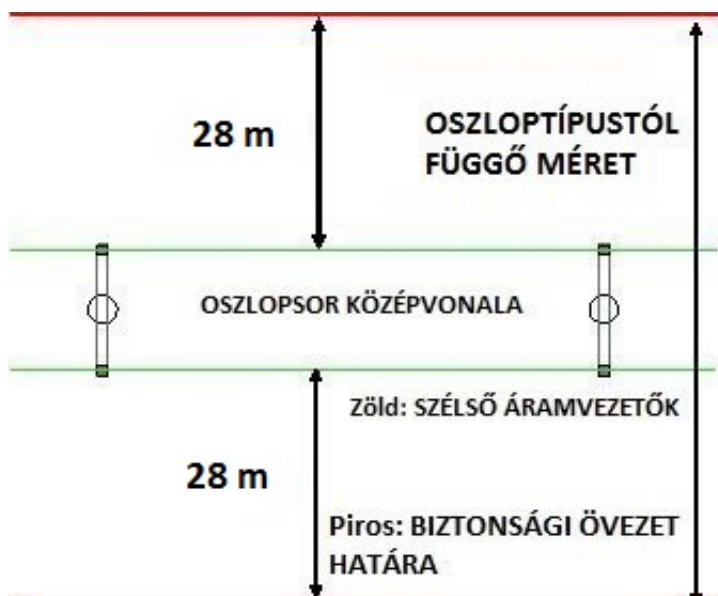 28 m
OSZLOPTÍPUSTÓL
FÜGGŐ MÉRET
OSZLOPSOR KÖZÉPVONALA
Zöld: SZÉLSŐ ÁRAMVEZETŐK
28 m
Piros: BIZTONSÁGI ÖVEZET
HATÁRA